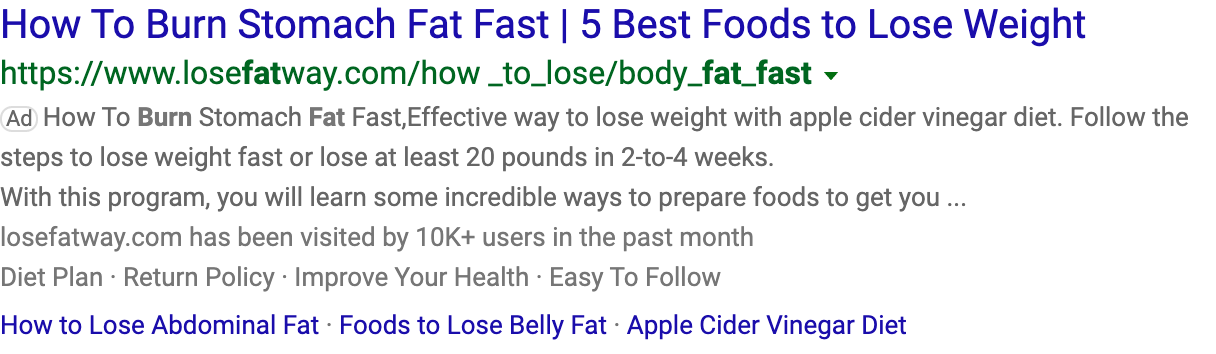 How To Burn Stomach Fat Fast | 5 Best Foods to Lose Weight
https://www.losefatway.com/how _to_lose/body_fat_fast
Ad How To Burn Stomach Fat Fast,Effective way to lose weight with apple cider vinegar diet. Follow the
steps to lose weight fast or lose at least 20 pounds in 2-to-4 weeks.
With this program, you will learn some incredible ways to prepare foods to get you ...
losefatway.com has been visited by 10K+ users in the past month
Diet Plan · Return Policy · Improve Your Health · Easy To Follow
How to Lose Abdominal Fat · Foods to Lose Belly Fat · Apple Cider Vinegar Diet